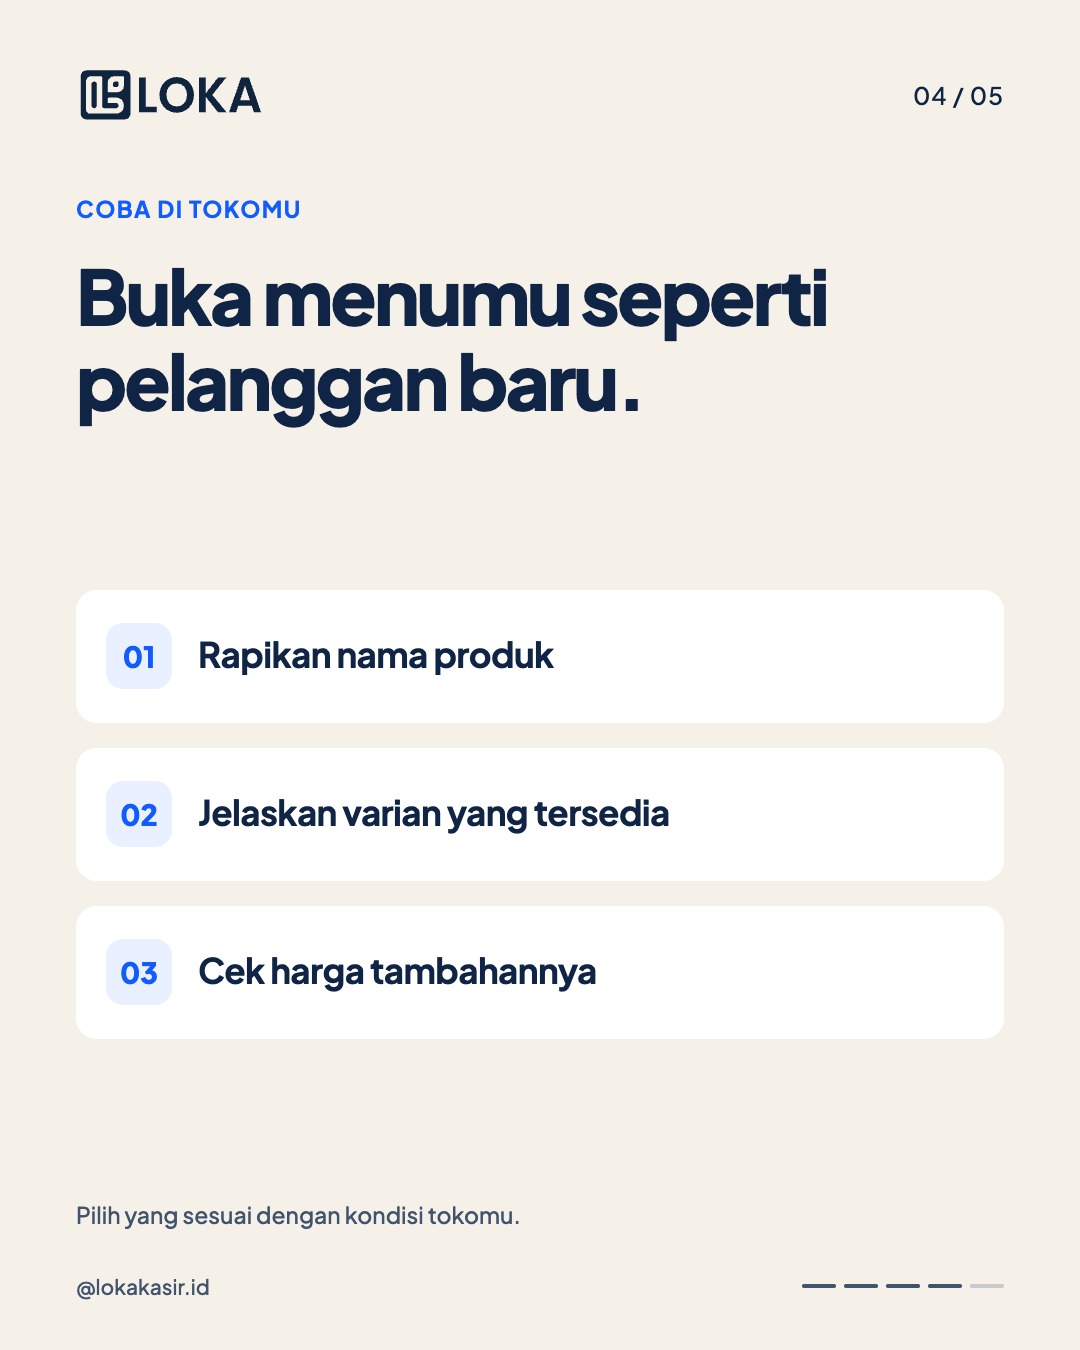 LOKA
04 / 05
COBA DI TOKOMU
Buka menumu seperti
pelanggan baru.
01 Rapikan nama produk
02 Jelaskan varian yang tersedia
03 Cek harga tambahannya
Pilih yang sesuai dengan kondisi tokomu.
@lokakasir.id